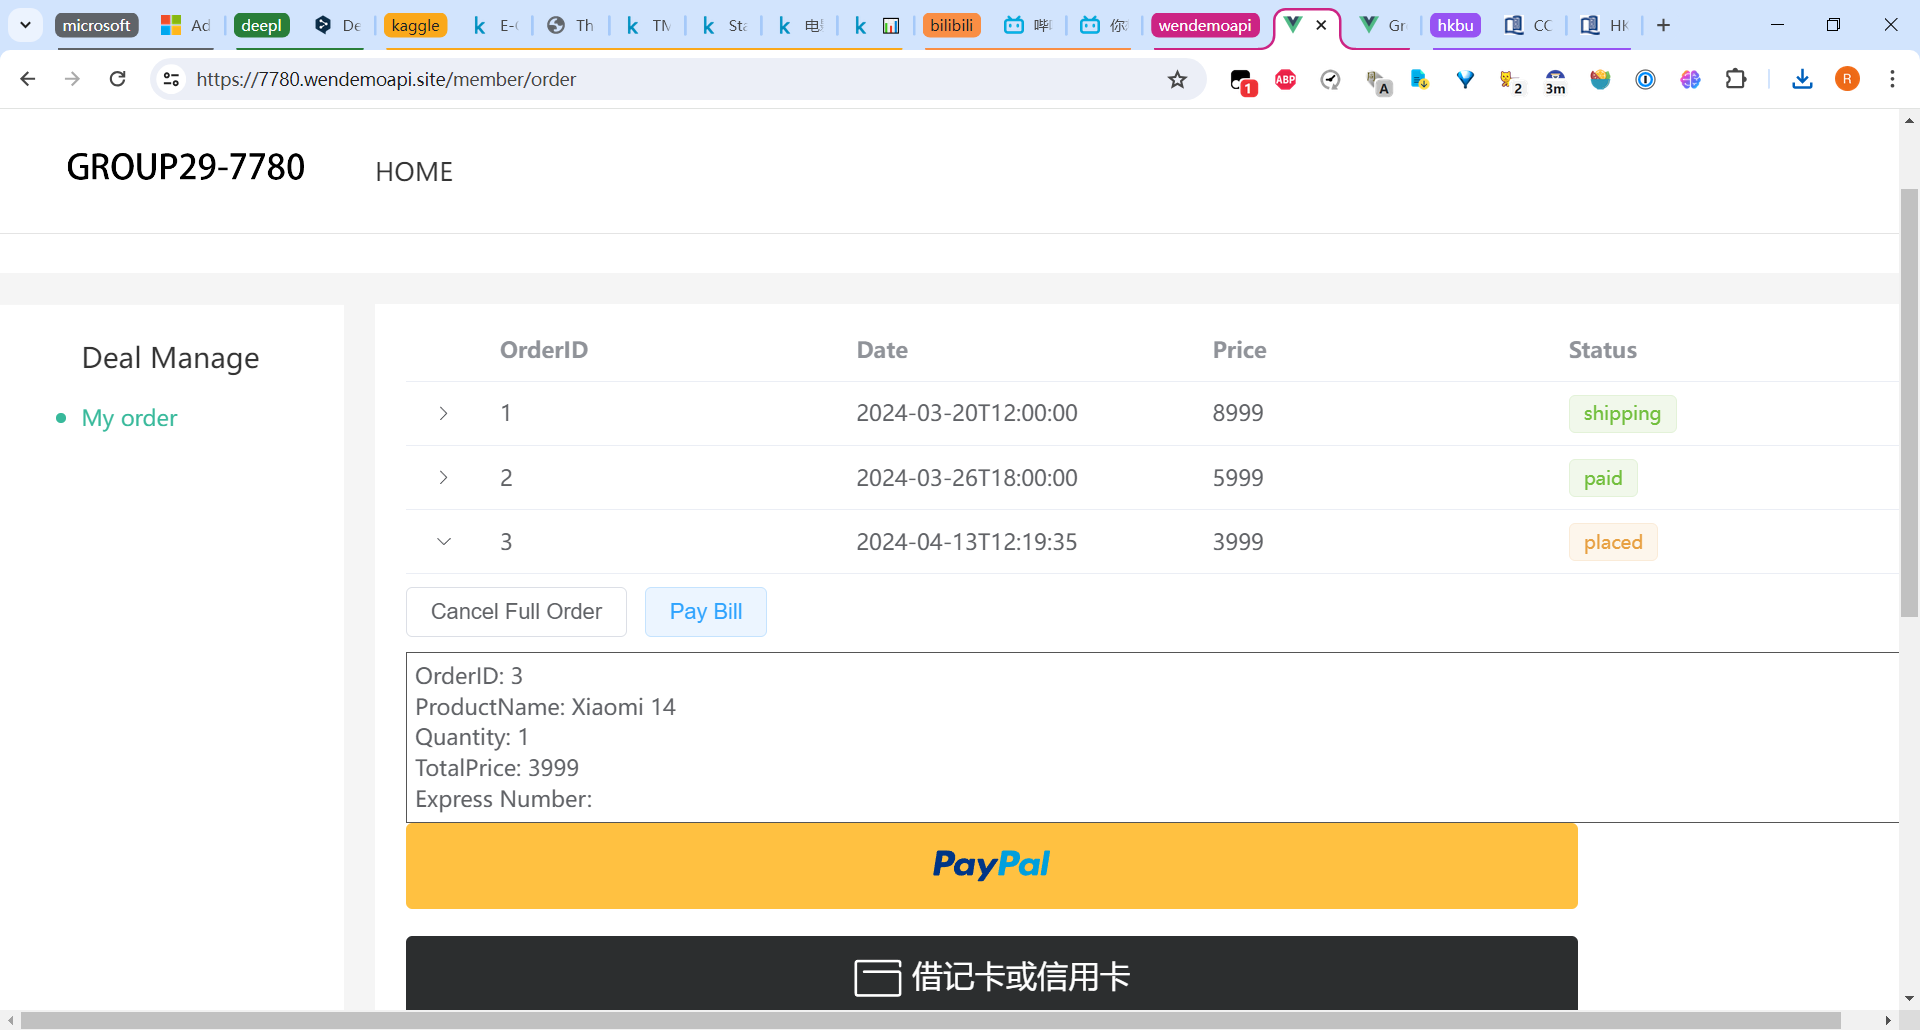 microsoft Ad deepl De kaggle E-C Th TM Sta 电影 bilibili 哔 你 wendemoapi Gr hkbu CC HK
https://7780.wendemoapi.site/member/order
1 ABP A 2 3m R
GROUP29-7780 HOME
Deal Manage
My order
OrderID Date Price Status
1 2024-03-20T12:00:00 8999 shipping
2 2024-03-26T18:00:00 5999 paid
3 2024-04-13T12:19:35 3999 placed
Cancel Full Order Pay Bill
OrderID: 3
ProductName: Xiaomi 14
Quantity: 1
TotalPrice: 3999
Express Number:
PayPal
借记卡或信用卡